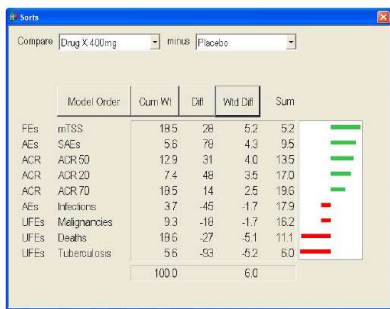 Sorts
Compare Drug X 400mg minus Placebo
Model Order Cum Wt Diff Wtd Diff Sum
FEs mTSS 18.5 28 5.2 5.2
AEs SAEs 5.6 78 4.3 9.5
ACR ACR 50 12.9 31 4.0 13.5
ACR ACR 20 7.4 48 3.5 17.0
ACR ACR 70 18.5 14 2.5 19.6
AEs Infections 3.7 -45 -1.7 17.9
UFEs Malignancies 9.3 -18 -1.7 16.2
UFEs Deaths 18.6 -27 -5.1 11.1
UFEs Tuberculosis 5.6 -93 -5.2 6.0
100.0 6.0